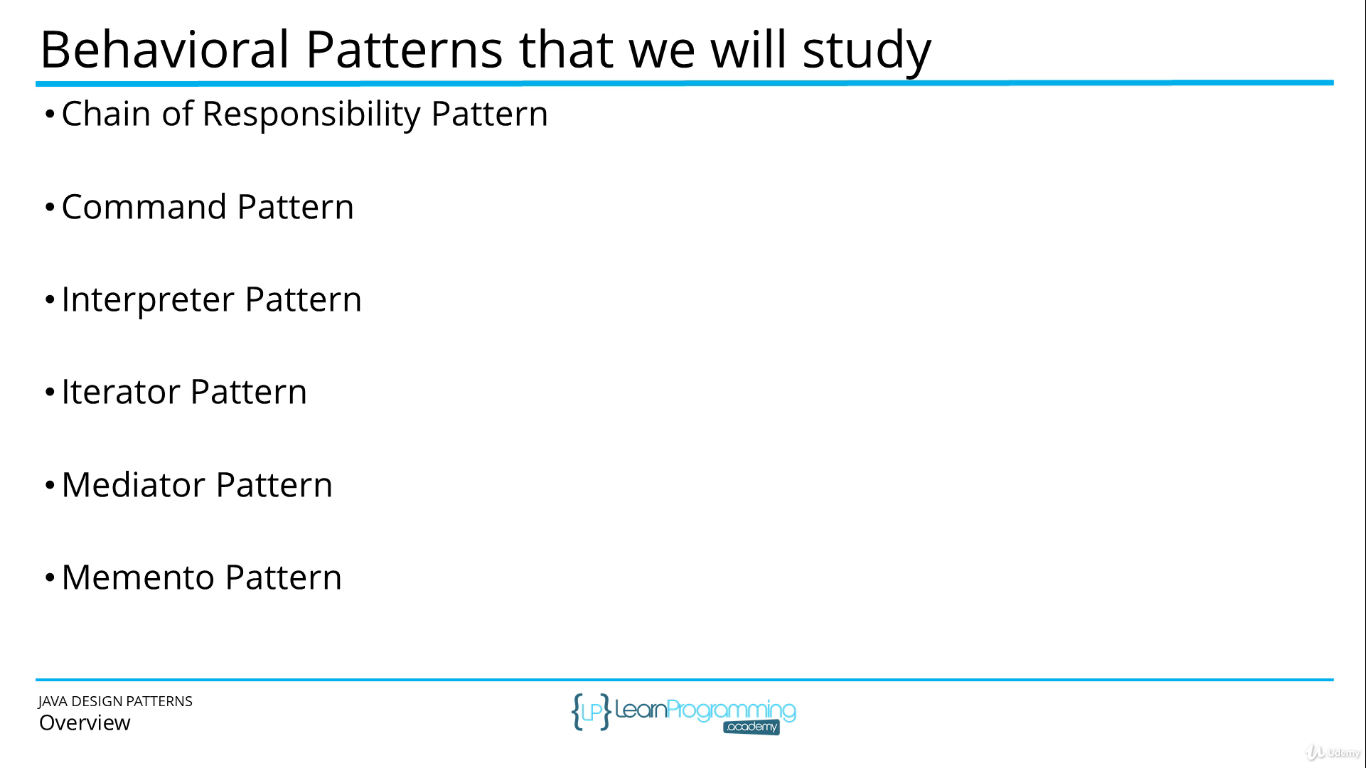 Behavioral Patterns that we will study
• Chain of Responsibility Pattern
• Command Pattern
• Interpreter Pattern
• Iterator Pattern
• Mediator Pattern
• Memento Pattern
JAVA DESIGN PATTERNS
Overview
{LP} LearnProgramming
.academy
Udemy